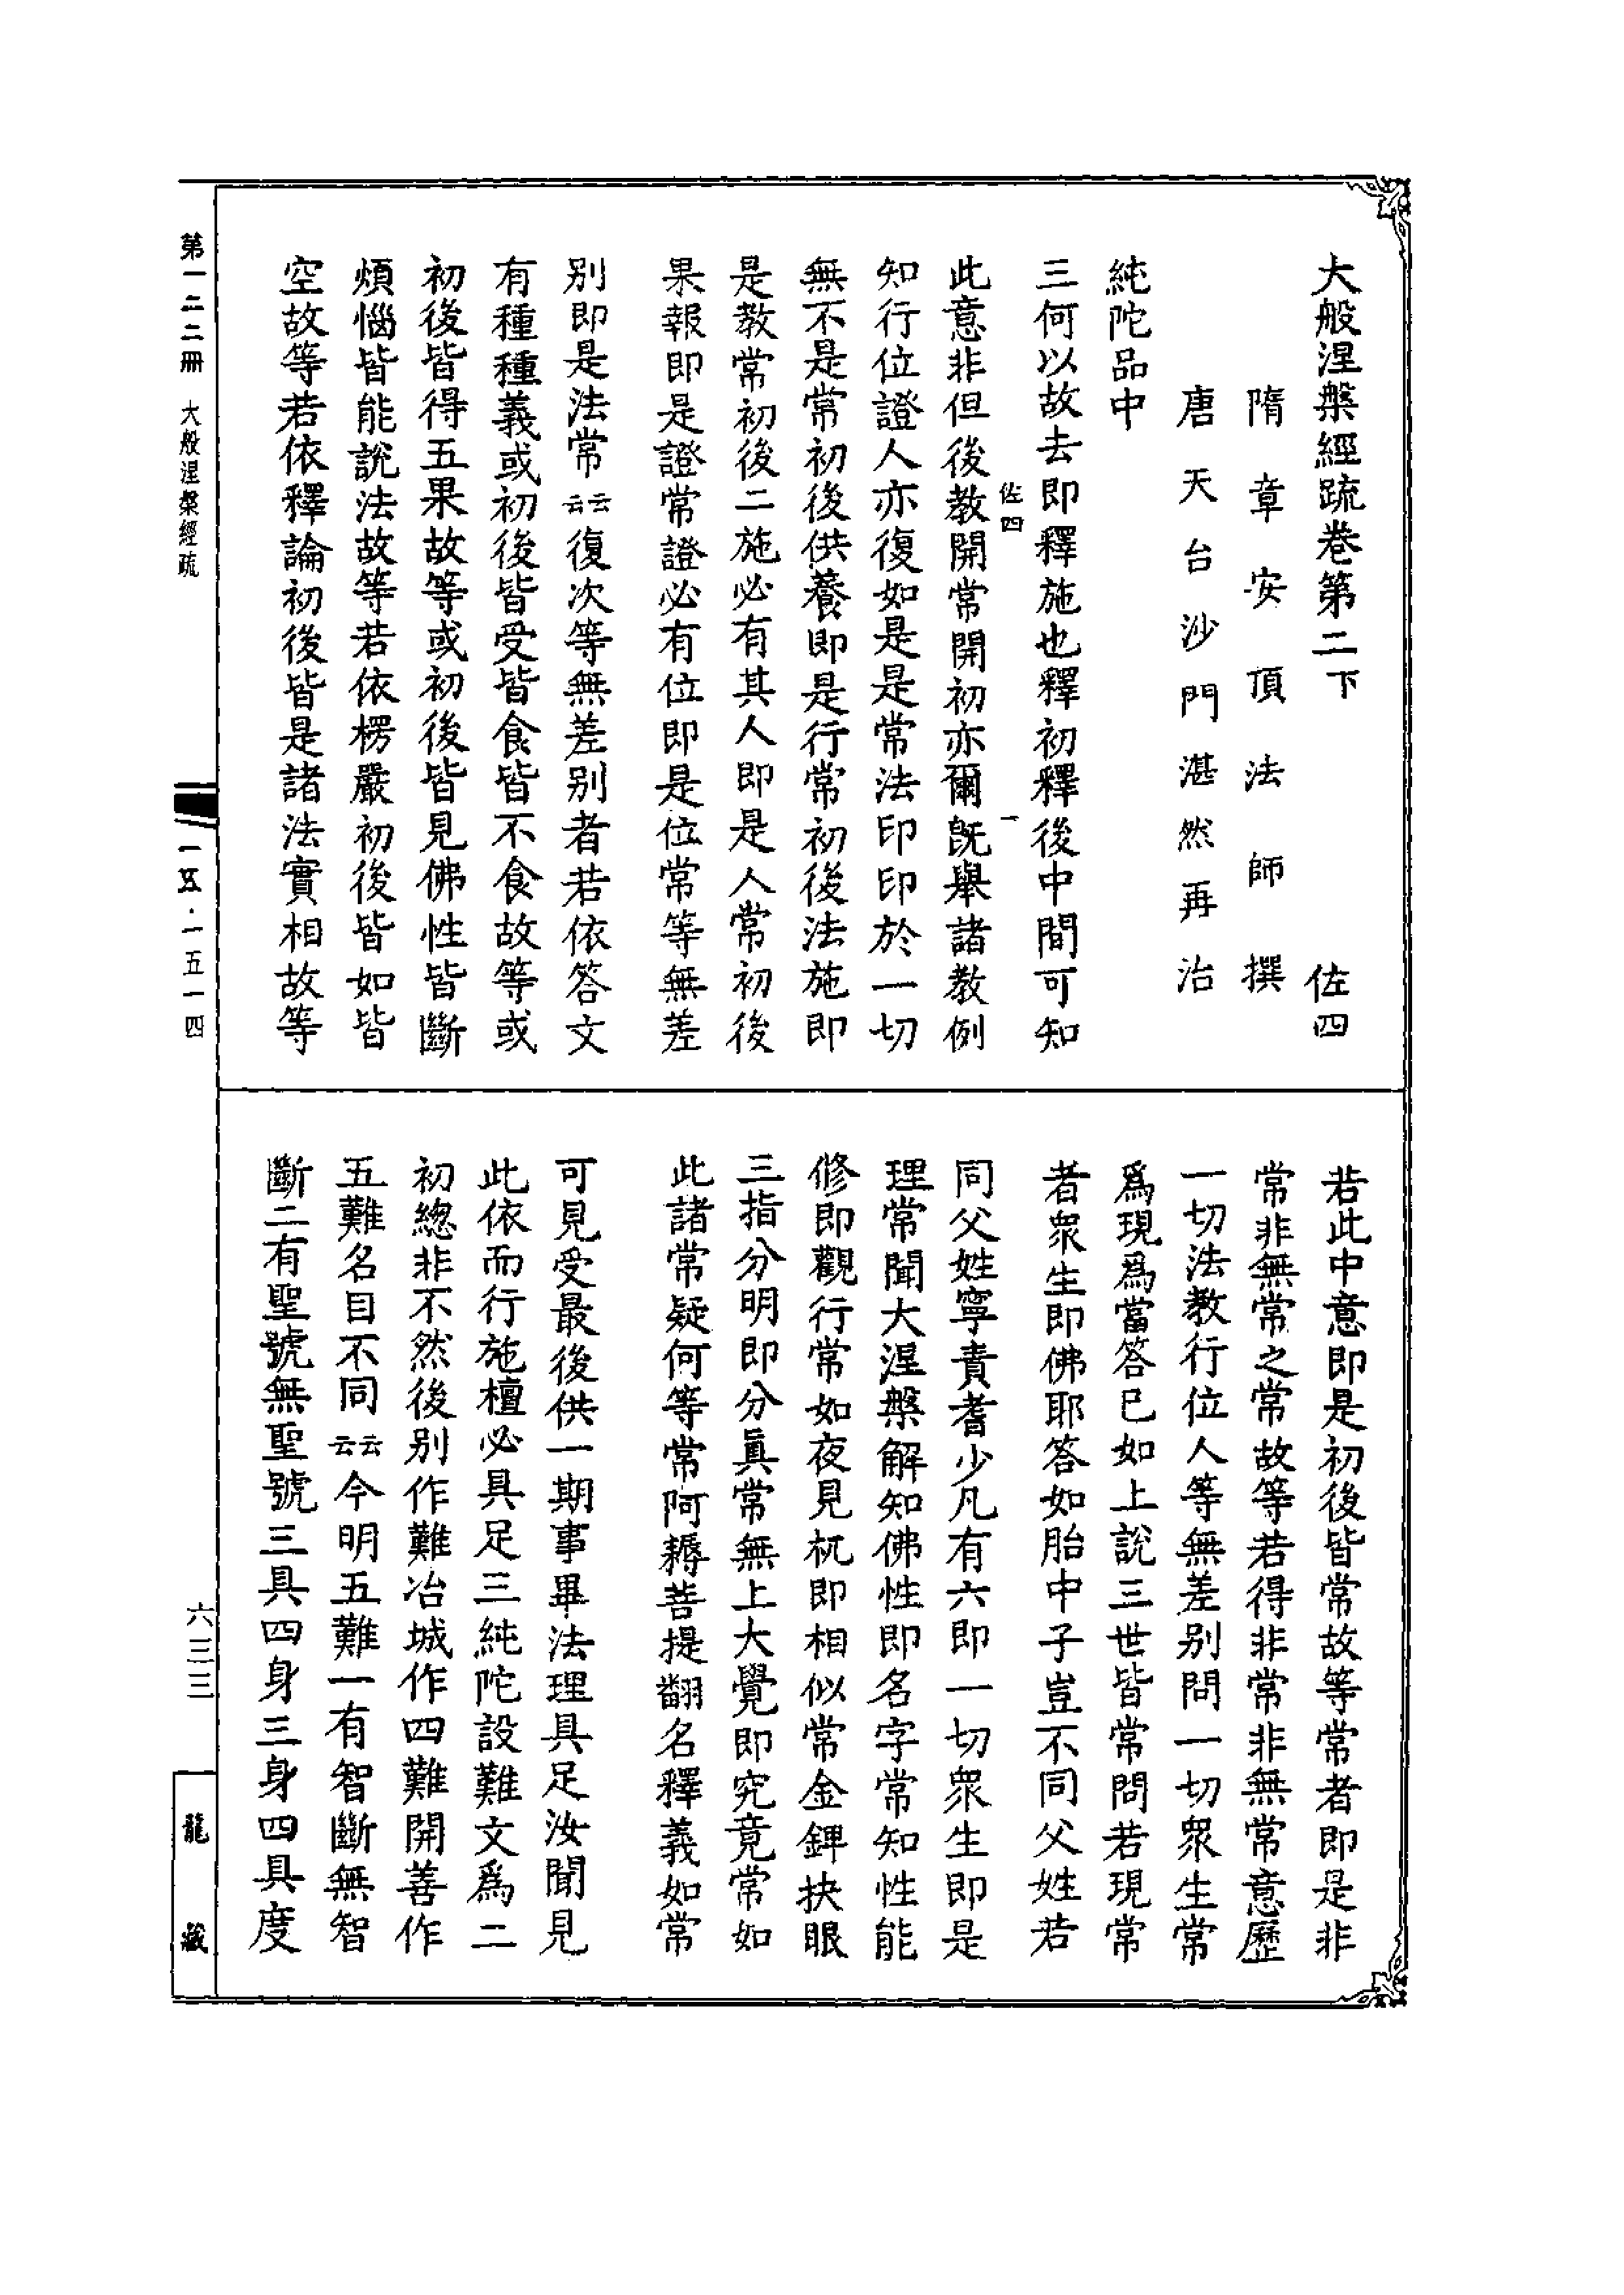 大般涅槃經䟽卷第二下　佐四
隋章安頂法師撰
唐天台沙門湛然再治
純陀品中
三何以故去即釋施也釋初釋後中間可知
佐四　一
此意非但後教開常開初亦爾旣舉諸教例
知行位證人亦復如是是常法印印於一切
無不是常初後供養即是行常初後法施即
是教常初後二施必有其人即是人常初後
果報即是證常證必有位即是位常等無差
别即是法常云云復次等無差别者若依答文
有種種義或初後皆受皆食皆不食故等或
初後皆得五果故等或初後皆見佛性皆斷
煩惱皆能說法故等若依楞嚴初後皆如皆
空故等若依釋論初後皆是諸法實相故等
若此中意即是初後皆常故等常者即是非
常非無常之常故等若得非常非無常意歷
一切法教行位人等無差别問一切衆生常
爲現爲當答已如上說三世皆常問若現常
者衆生即佛耶答如胎中子豈不同父姓若
同父姓寧責耆少凡有六即一切衆生即是
理常聞大涅槃解知佛性即名字常知性能
修即觀行常如夜見杌即相似常金錍抉眼
三指分明即分眞常無上大覺即究竟常如
此諸常疑何等常阿耨菩提翻名釋義如常
可見受最後供一期事畢法理具足汝聞見
此依而行施檀必具足三純陀設難文爲二
初總非不然後别作難冶城作四難開善作
五難名目不同云云今明五難一有智斷無智
斷二有聖號無聖號三具四身三身四具度
第一二二册　大般涅槃經疏
一五・一五一四
六三三
龍藏